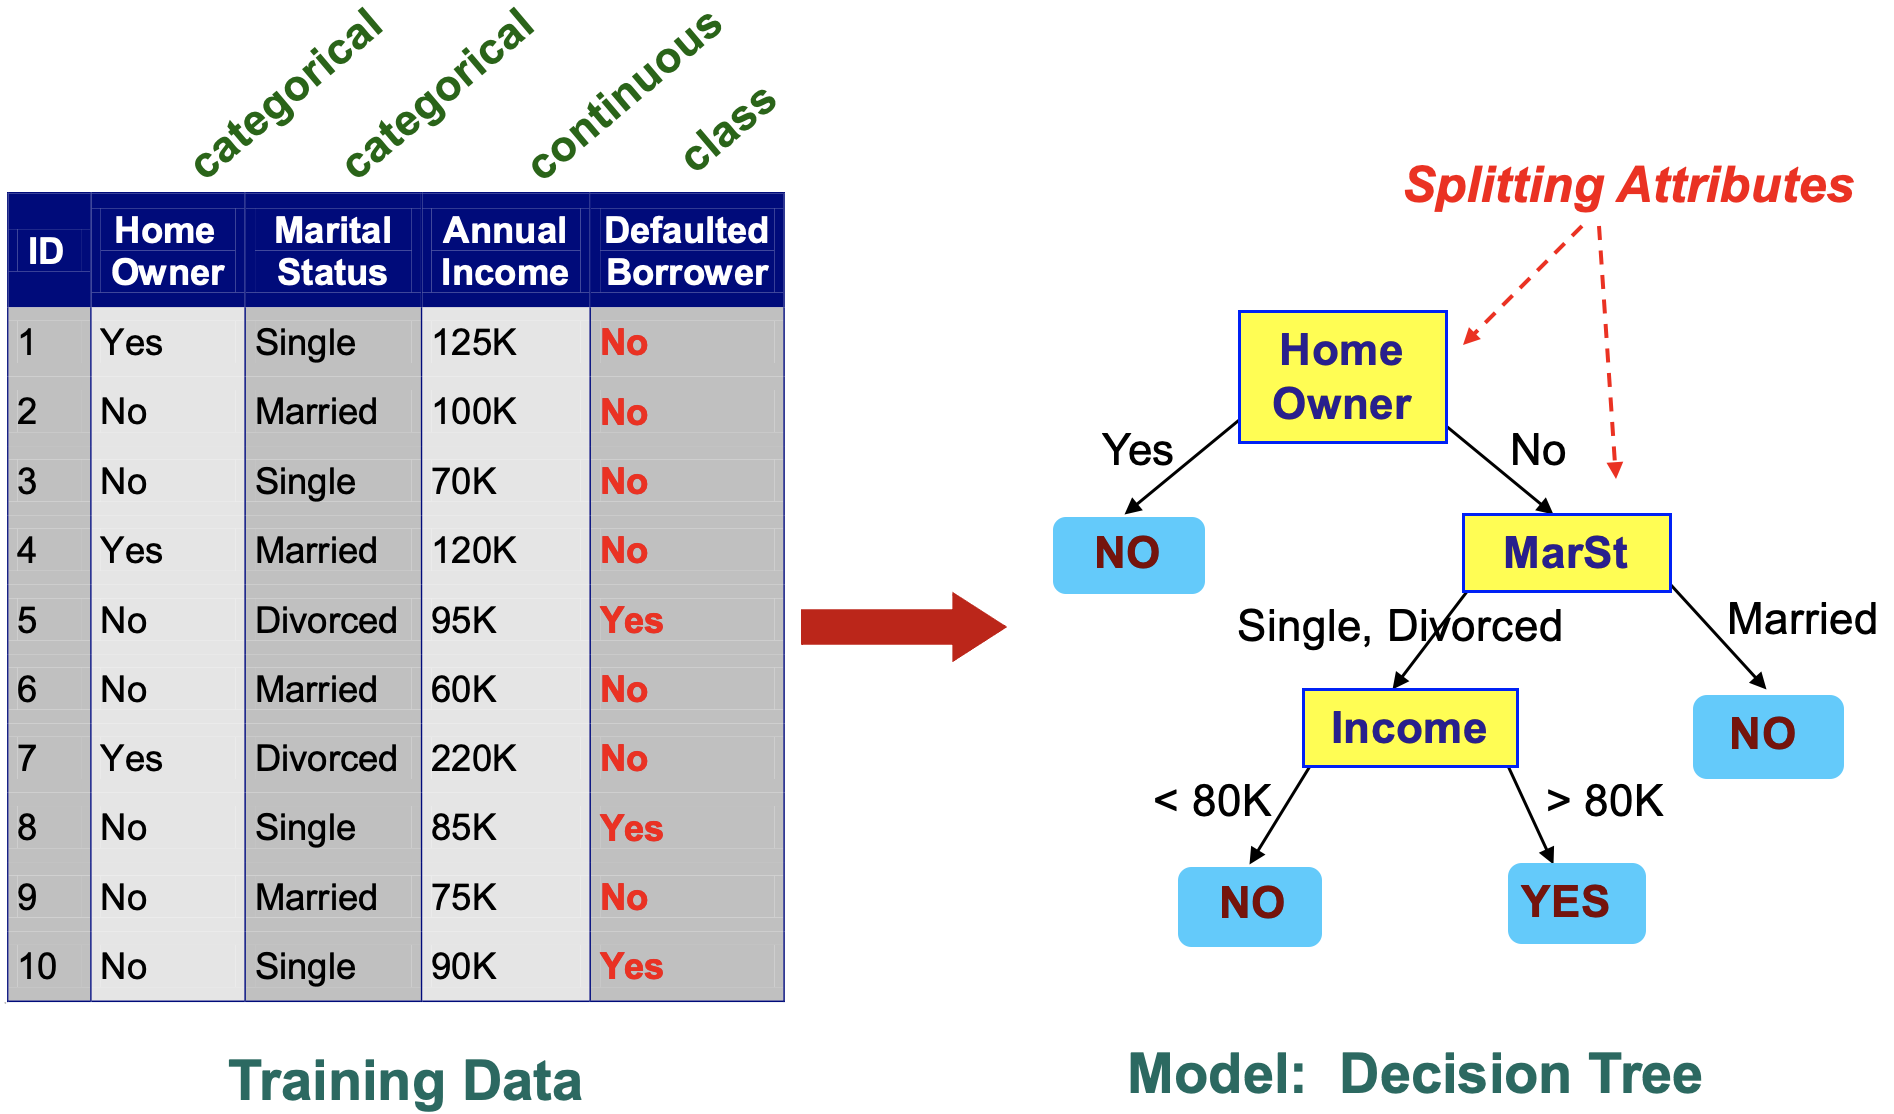 categorical
categorical
continuous
class
ID Home Owner Marital Status Annual Income Defaulted Borrower
1 Yes Single 125K No
2 No Married 100K No
3 No Single 70K No
4 Yes Married 120K No
5 No Divorced 95K Yes
6 No Married 60K No
7 Yes Divorced 220K No
8 No Single 85K Yes
9 No Married 75K No
10 No Single 90K Yes
Training Data
Splitting Attributes
Home
Owner
Yes
No
NO
MarSt
Single, Divorced
Married
Income
NO
< 80K
> 80K
NO
YES
Model: Decision Tree